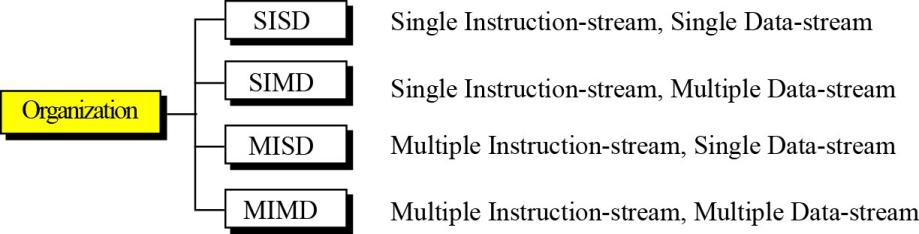 SISD Single Instruction-stream, Single Data-stream
SIMD Single Instruction-stream, Multiple Data-stream
Organization
MISD Multiple Instruction-stream, Single Data-stream
MIMD Multiple Instruction-stream, Multiple Data-stream